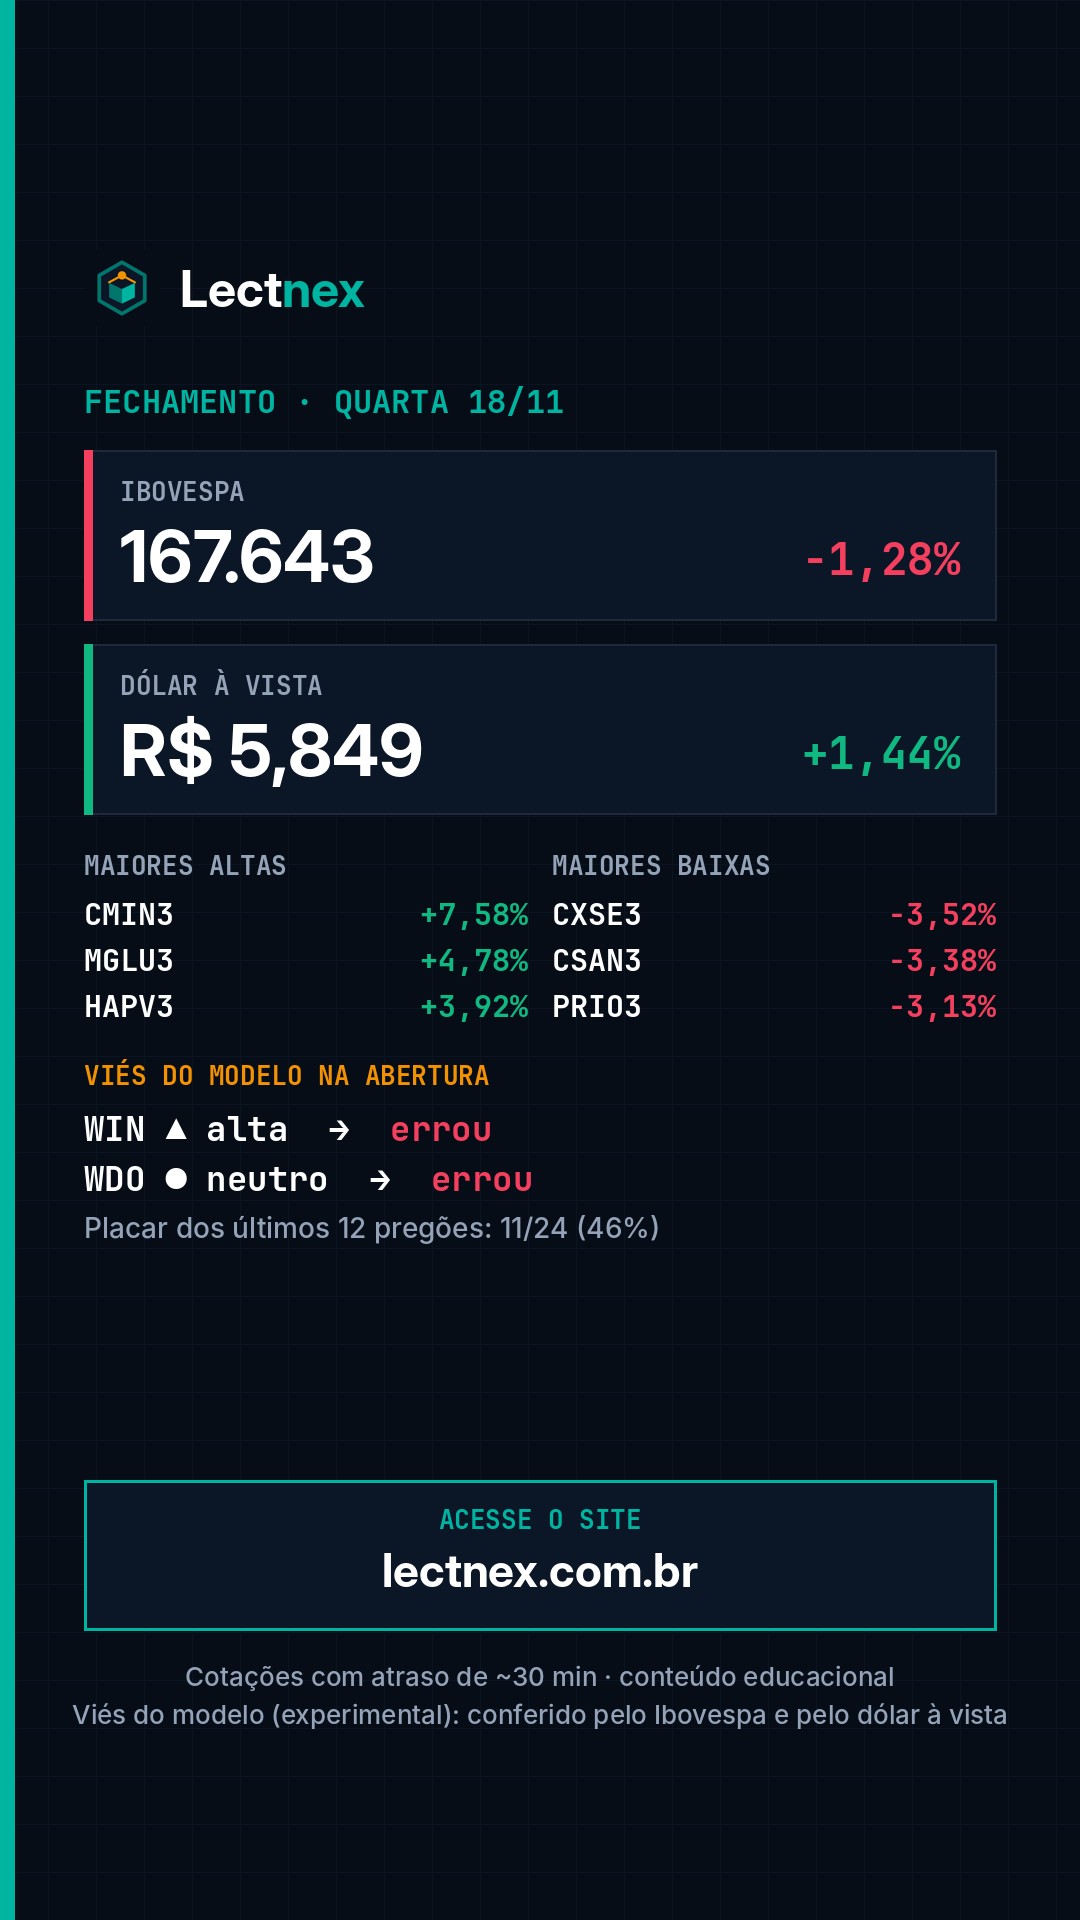 Lectnex
FECHAMENTO · QUARTA 18/11
IBOVESPA
167.643
-1,28%
DÓLAR À VISTA
R$ 5,849
+1,44%
MAIORES ALTAS
CMIN3 +7,58%
MGLU3 +4,78%
HAPV3 +3,92%
MAIORES BAIXAS
CXSE3 -3,52%
CSAN3 -3,38%
PRIO3 -3,13%
VIÉS DO MODELO NA ABERTURA
WIN ▲ alta → errou
WDO ● neutro → errou
Placar dos últimos 12 pregões: 11/24 (46%)
ACESSE O SITE
lectnex.com.br
Cotações com atraso de ~30 min · conteúdo educacional
Viés do modelo (experimental): conferido pelo Ibovespa e pelo dólar à vista